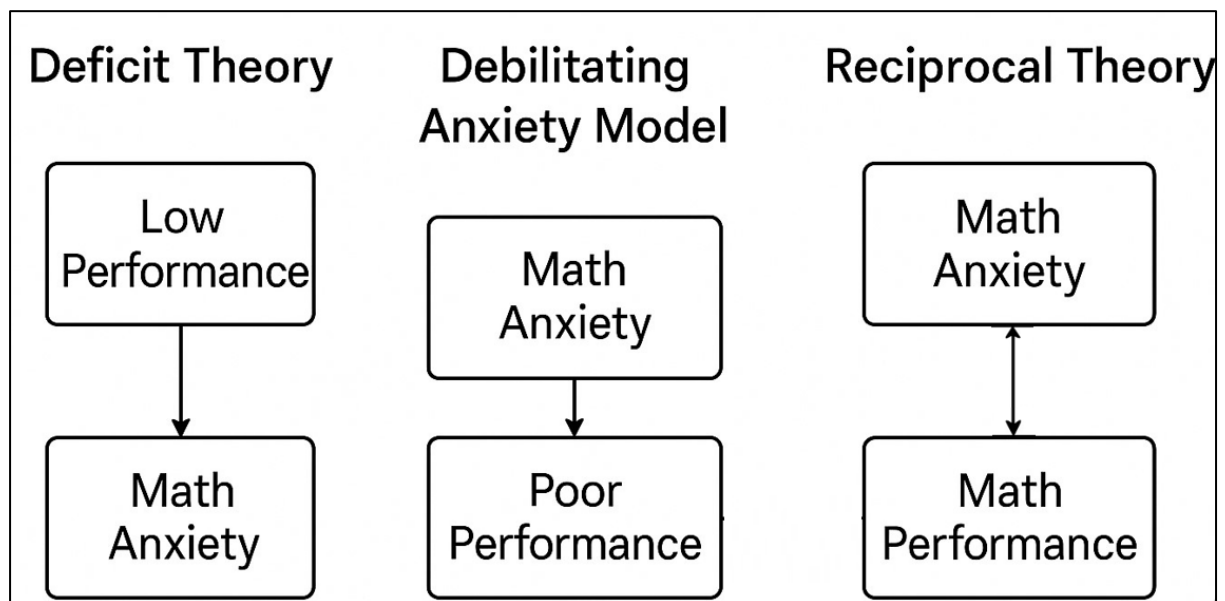 Deficit Theory
Low
Performance
Math
Anxiety
Debilitating
Anxiety Model
Math
Anxiety
Poor
Performance
Reciprocal Theory
Math
Anxiety
Math
Performance